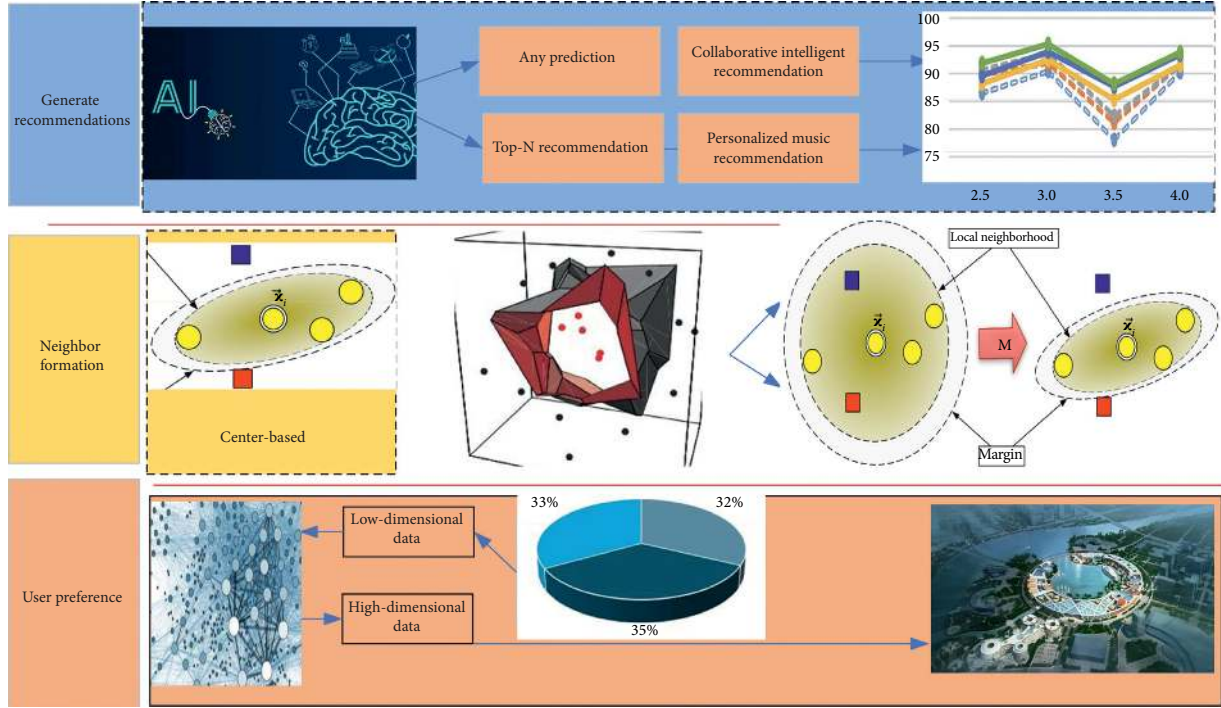 Generate
recommendations
AI
Any prediction
Collaborative intelligent
recommendation
Top-N recommendation
Personalized music
recommendation
100
95
90
85
80
75
2.5 3.0 3.5 4.0
Neighbor
formation
x⃗i
Center-based
x⃗i
Local neighborhood
M
x⃗i
Margin
User preference
Low-dimensional
data
High-dimensional
data
33%
32%
35%